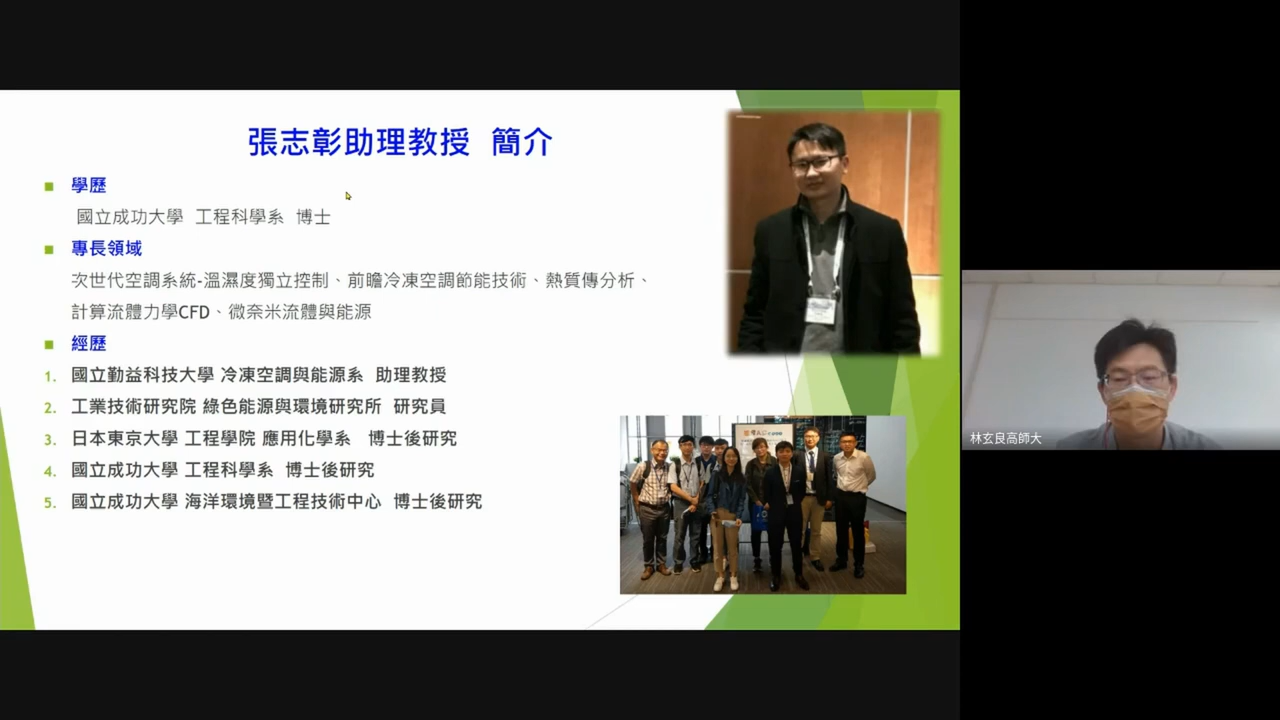 張志彰助理教授 簡介
學歷
國立成功大學 工程科學系 博士
專長領域
次世代空調系統-溫濕度獨立控制、前瞻冷凍空調節能技術、熱質傳分析、
計算流體力學CFD、微奈米流體與能源
經歷
1. 國立勤益科技大學 冷凍空調與能源系 助理教授
2. 工業技術研究院 綠色能源與環境研究所 研究員
3. 日本東京大學 工程學院 應用化學系 博士後研究
4. 國立成功大學 工程科學系 博士後研究
5. 國立成功大學 海洋環境暨工程技術中心 博士後研究
林玄良高師大